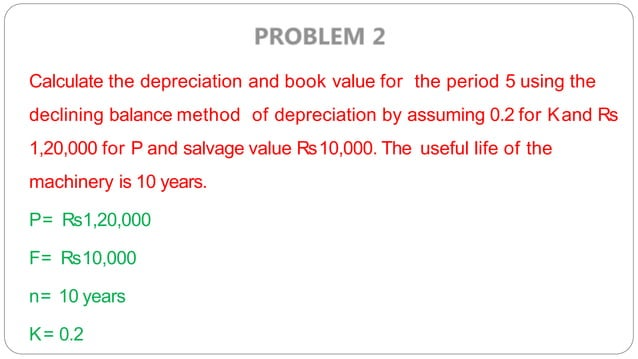 PROBLEM 2
Calculate the depreciation and book value for the period 5 using the
declining balance method of depreciation by assuming 0.2 for K and Rs
1,20,000 for P and salvage value Rs10,000. The useful life of the
machinery is 10 years.
P= Rs1,20,000
F= Rs10,000
n= 10 years
K= 0.2